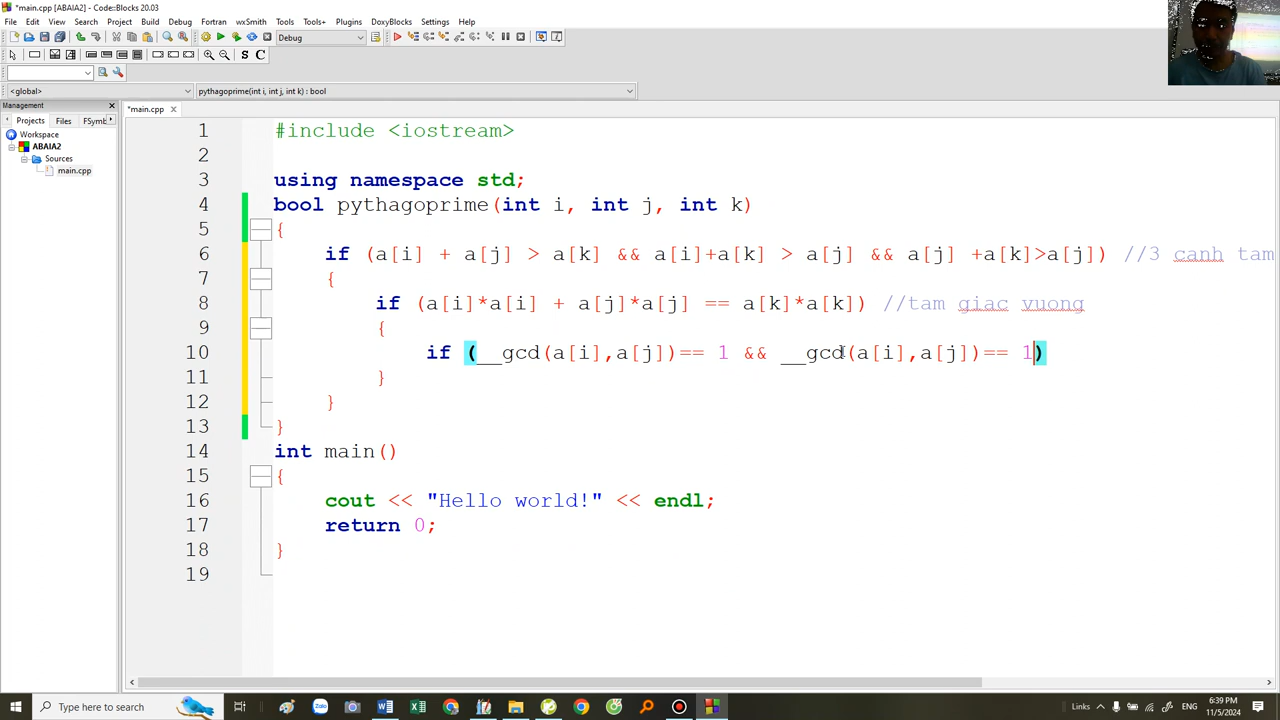 *main.cpp [ABAIA2] - Code::Blocks 20.03
File Edit View Search Project Build Debug Fortran wxSmith Tools Tools+ Plugins DoxyBlocks Settings Help
Debug
S C
<global>
pythagoprime(int i, int j, int k) : bool
Management
*main.cpp
Projects Files FSymb
Workspace
ABAIA2
Sources
main.cpp
1 #include <iostream>
2
3 using namespace std;
4 bool pythagoprime(int i, int j, int k)
5 {
6 if (a[i] + a[j] > a[k] && a[i]+a[k] > a[j] && a[j] +a[k]>a[j]) //3 canh tam
7 {
8 if (a[i]*a[i] + a[j]*a[j] == a[k]*a[k]) //tam giac vuong
9 {
10 if (__gcd(a[i],a[j])== 1 && __gcd(a[i],a[j])== 1)
11 }
12 }
13 }
14 int main()
15 {
16 cout << "Hello world!" << endl;
17 return 0;
18 }
19
Type here to search
Links
ENG
6:39 PM
11/5/2024